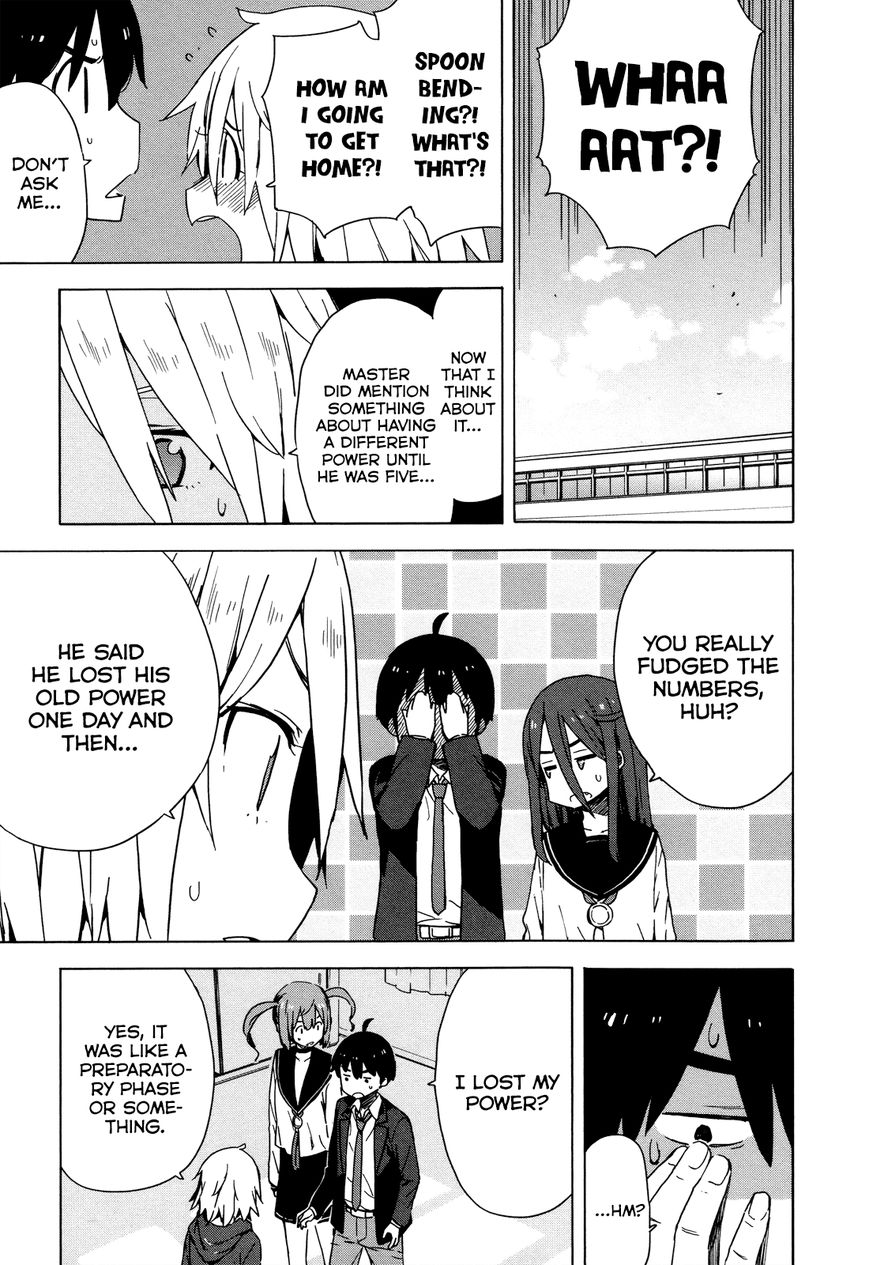 WHAA
AAT?!
SPOON
BEND-
ING?!
WHAT'S
THAT?!
HOW AM
I GOING
TO GET
HOME?!
DON'T
ASK
ME...
NOW
THAT I
THINK
ABOUT
IT...
MASTER
DID MENTION
SOMETHING
ABOUT HAVING
A DIFFERENT
POWER UNTIL
HE WAS FIVE...
YOU REALLY
FUDGED THE
NUMBERS,
HUH?
HE SAID
HE LOST HIS
OLD POWER
ONE DAY AND
THEN...
...HM?
I LOST MY
POWER?
YES, IT
WAS LIKE A
PREPARATO-
RY PHASE
OR SOME-
THING.